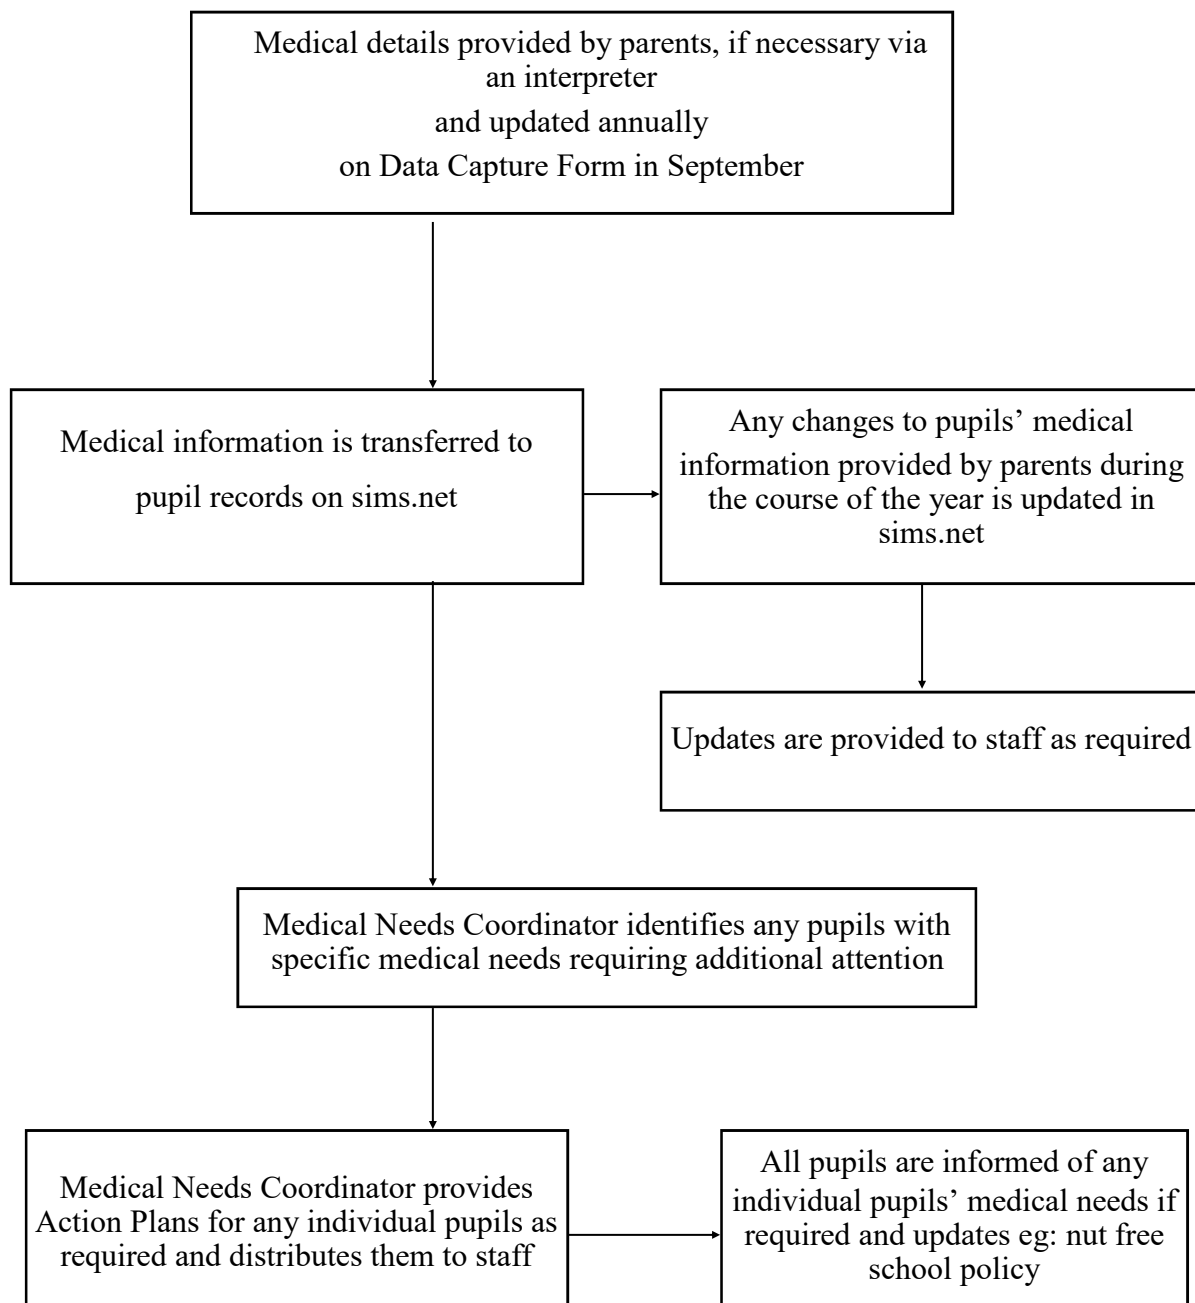 Medical details provided by parents, if necessary via
an interpreter
and updated annually
on Data Capture Form in September
Medical information is transferred to
pupil records on sims.net
Any changes to pupils’ medical
information provided by parents during
the course of the year is updated in
sims.net
Updates are provided to staff as required
Medical Needs Coordinator identifies any pupils with
specific medical needs requiring additional attention
Medical Needs Coordinator provides
Action Plans for any individual pupils as
required and distributes them to staff
All pupils are informed of any
individual pupils’ medical needs if
required and updates eg: nut free
school policy